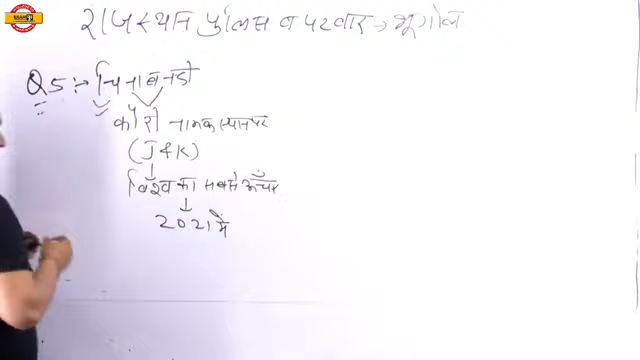 राजस्थान पुलिस व पटवार → भूगोल
Q5 :- चिनाब नदी
कौरी नामक स्थान पर
(J&K)
विश्व का सबसे ऊँचा
2021 में